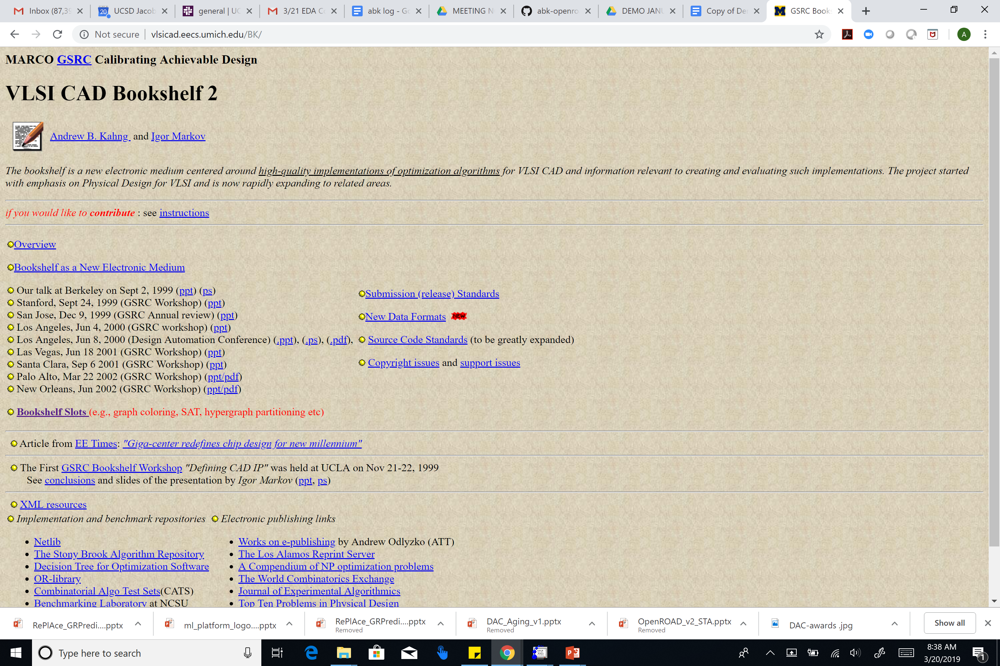 Inbox (87,39
20
UCSD Jacob
general | UC
3/21 EDA Co
abk log - Go
MEETING N
abk-openro
DEMO JANU
Copy of De
GSRC Books
Not secure
vlsicad.eecs.umich.edu/BK/
A
MARCO GSRC Calibrating Achievable Design
VLSI CAD Bookshelf 2
Andrew B. Kahng and Igor Markov
The bookshelf is a new electronic medium centered around high-quality implementations of optimization algorithms for VLSI CAD and information relevant to creating and evaluating such implementations. The project started
with emphasis on Physical Design for VLSI and is now rapidly expanding to related areas.
if you would like to contribute : see instructions
Overview
Bookshelf as a New Electronic Medium
Our talk at Berkeley on Sept 2, 1999 (ppt) (ps)
Stanford, Sept 24, 1999 (GSRC Workshop) (ppt)
San Jose, Dec 9, 1999 (GSRC Annual review) (ppt)
Los Angeles, Jun 4, 2000 (GSRC workshop) (ppt)
Los Angeles, Jun 8, 2000 (Design Automation Conference) (.ppt), (.ps), (.pdf),
Las Vegas, Jun 18 2001 (GSRC Workshop) (ppt)
Santa Clara, Sep 6 2001 (GSRC Workshop) (ppt)
Palo Alto, Mar 22 2002 (GSRC Workshop) (ppt/pdf)
New Orleans, Jun 2002 (GSRC Workshop) (ppt/pdf)
Submission (release) Standards
New Data Formats NEW
Source Code Standards (to be greatly expanded)
Copyright issues and support issues
Bookshelf Slots (e.g., graph coloring, SAT, hypergraph partitioning etc)
Article from EE Times: "Giga-center redefines chip design for new millennium"
The First GSRC Bookshelf Workshop "Defining CAD IP" was held at UCLA on Nov 21-22, 1999
See conclusions and slides of the presentation by Igor Markov (ppt, ps)
XML resources
Implementation and benchmark repositories
Netlib
The Stony Brook Algorithm Repository
Decision Tree for Optimization Software
OR-library
Combinatorial Algo Test Sets(CATS)
Benchmarking Laboratory at NCSU
Electronic publishing links
Works on e-publishing by Andrew Odlyzko (ATT)
The Los Alamos Reprint Server
A Compendium of NP optimization problems
The World Combinatorics Exchange
Journal of Experimental Algorithmics
Top Ten Problems in Physical Design
RePlAce_GRPredi....pptx
ml_platform_logo....pptx
RePlAce_GRPredi....pptx
Removed
DAC_Aging_v1.pptx
Removed
OpenROAD_v2_STA.pptx
Removed
DAC-awards .jpg
Show all
Type here to search
8:38 AM
3/20/2019
1